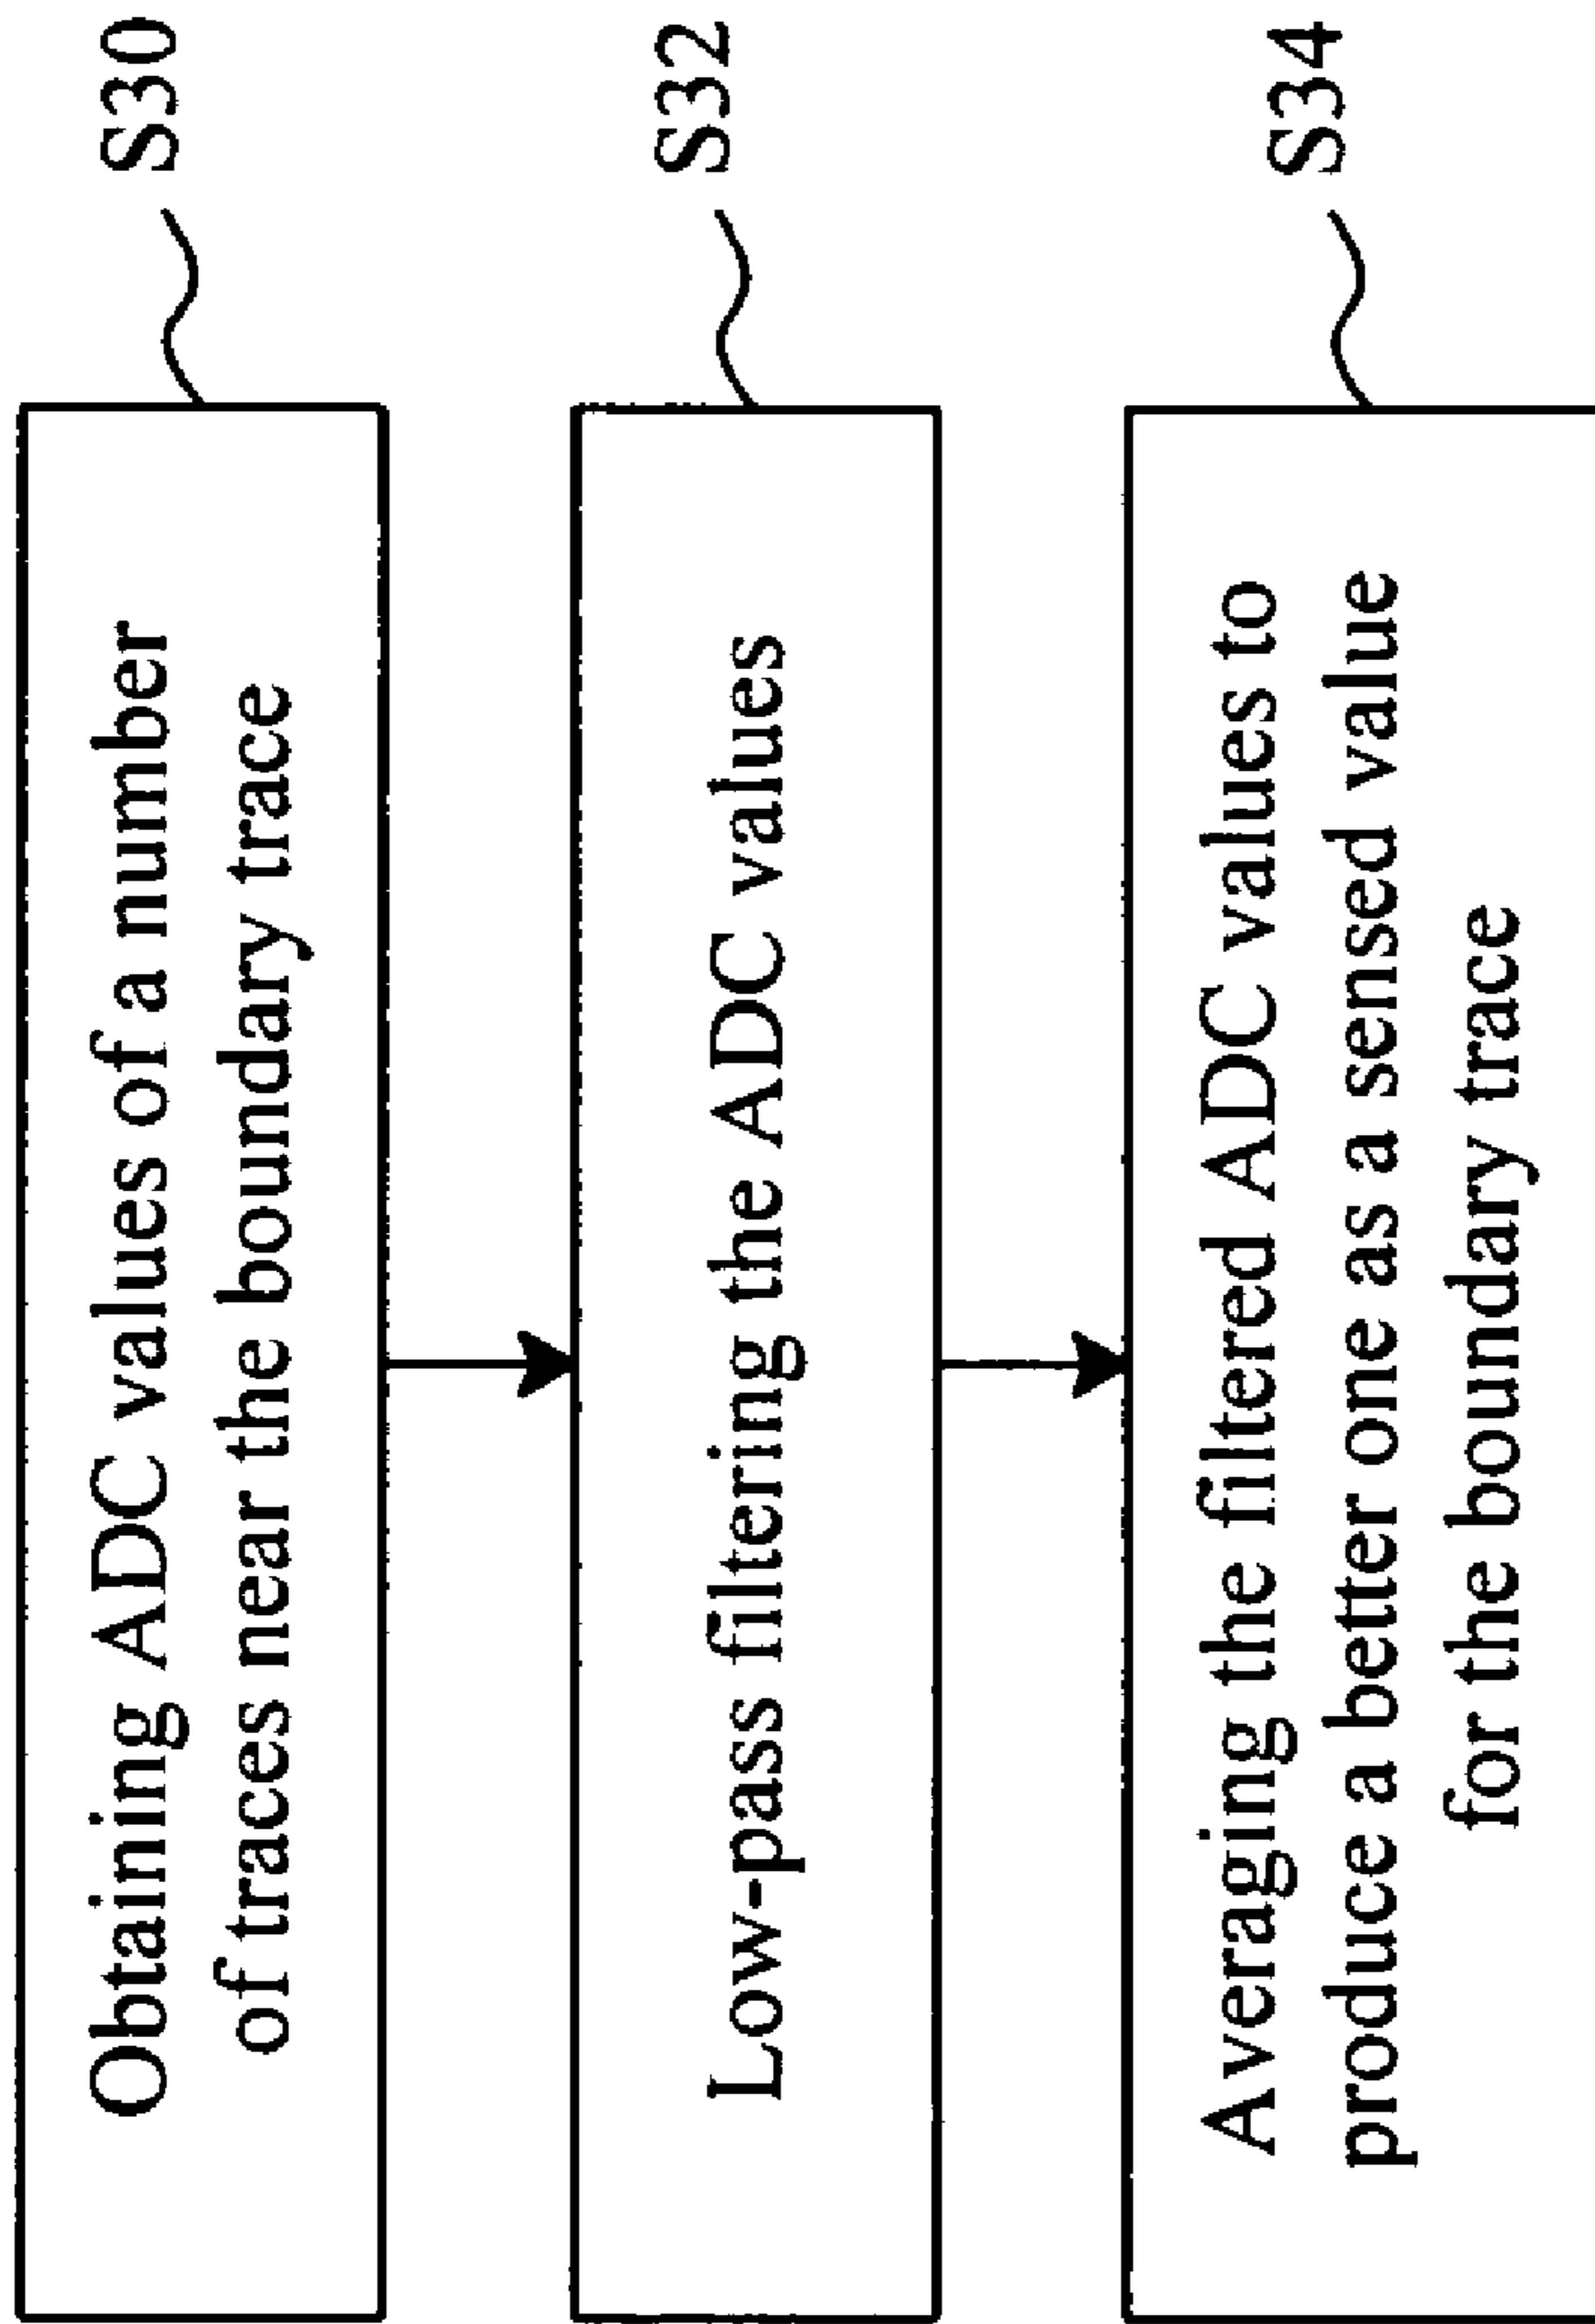 Obtaining ADC values of a number
of traces near the boundary trace
S30
Low-pass filtering the ADC values
S32
Averaging the filtered ADC values to
produce a better one as a sensed value
for the boundary trace
S34